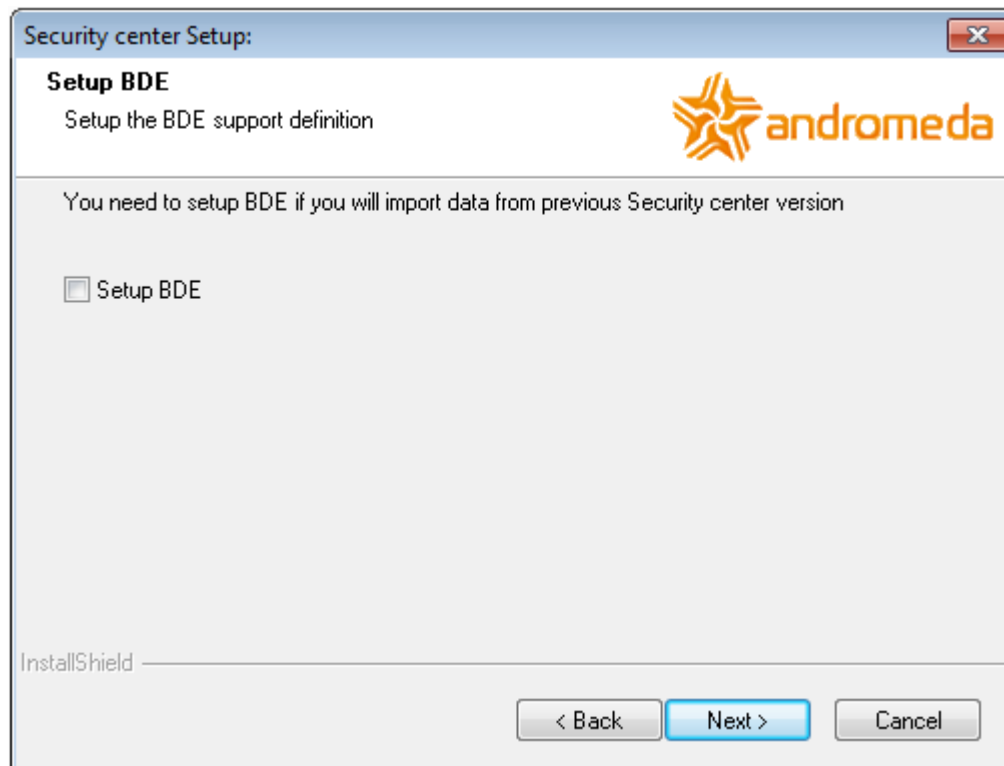 Security center Setup:
Setup BDE
Setup the BDE support definition
andromeda
You need to setup BDE if you will import data from previous Security center version
Setup BDE
InstallShield
< Back
Next >
Cancel